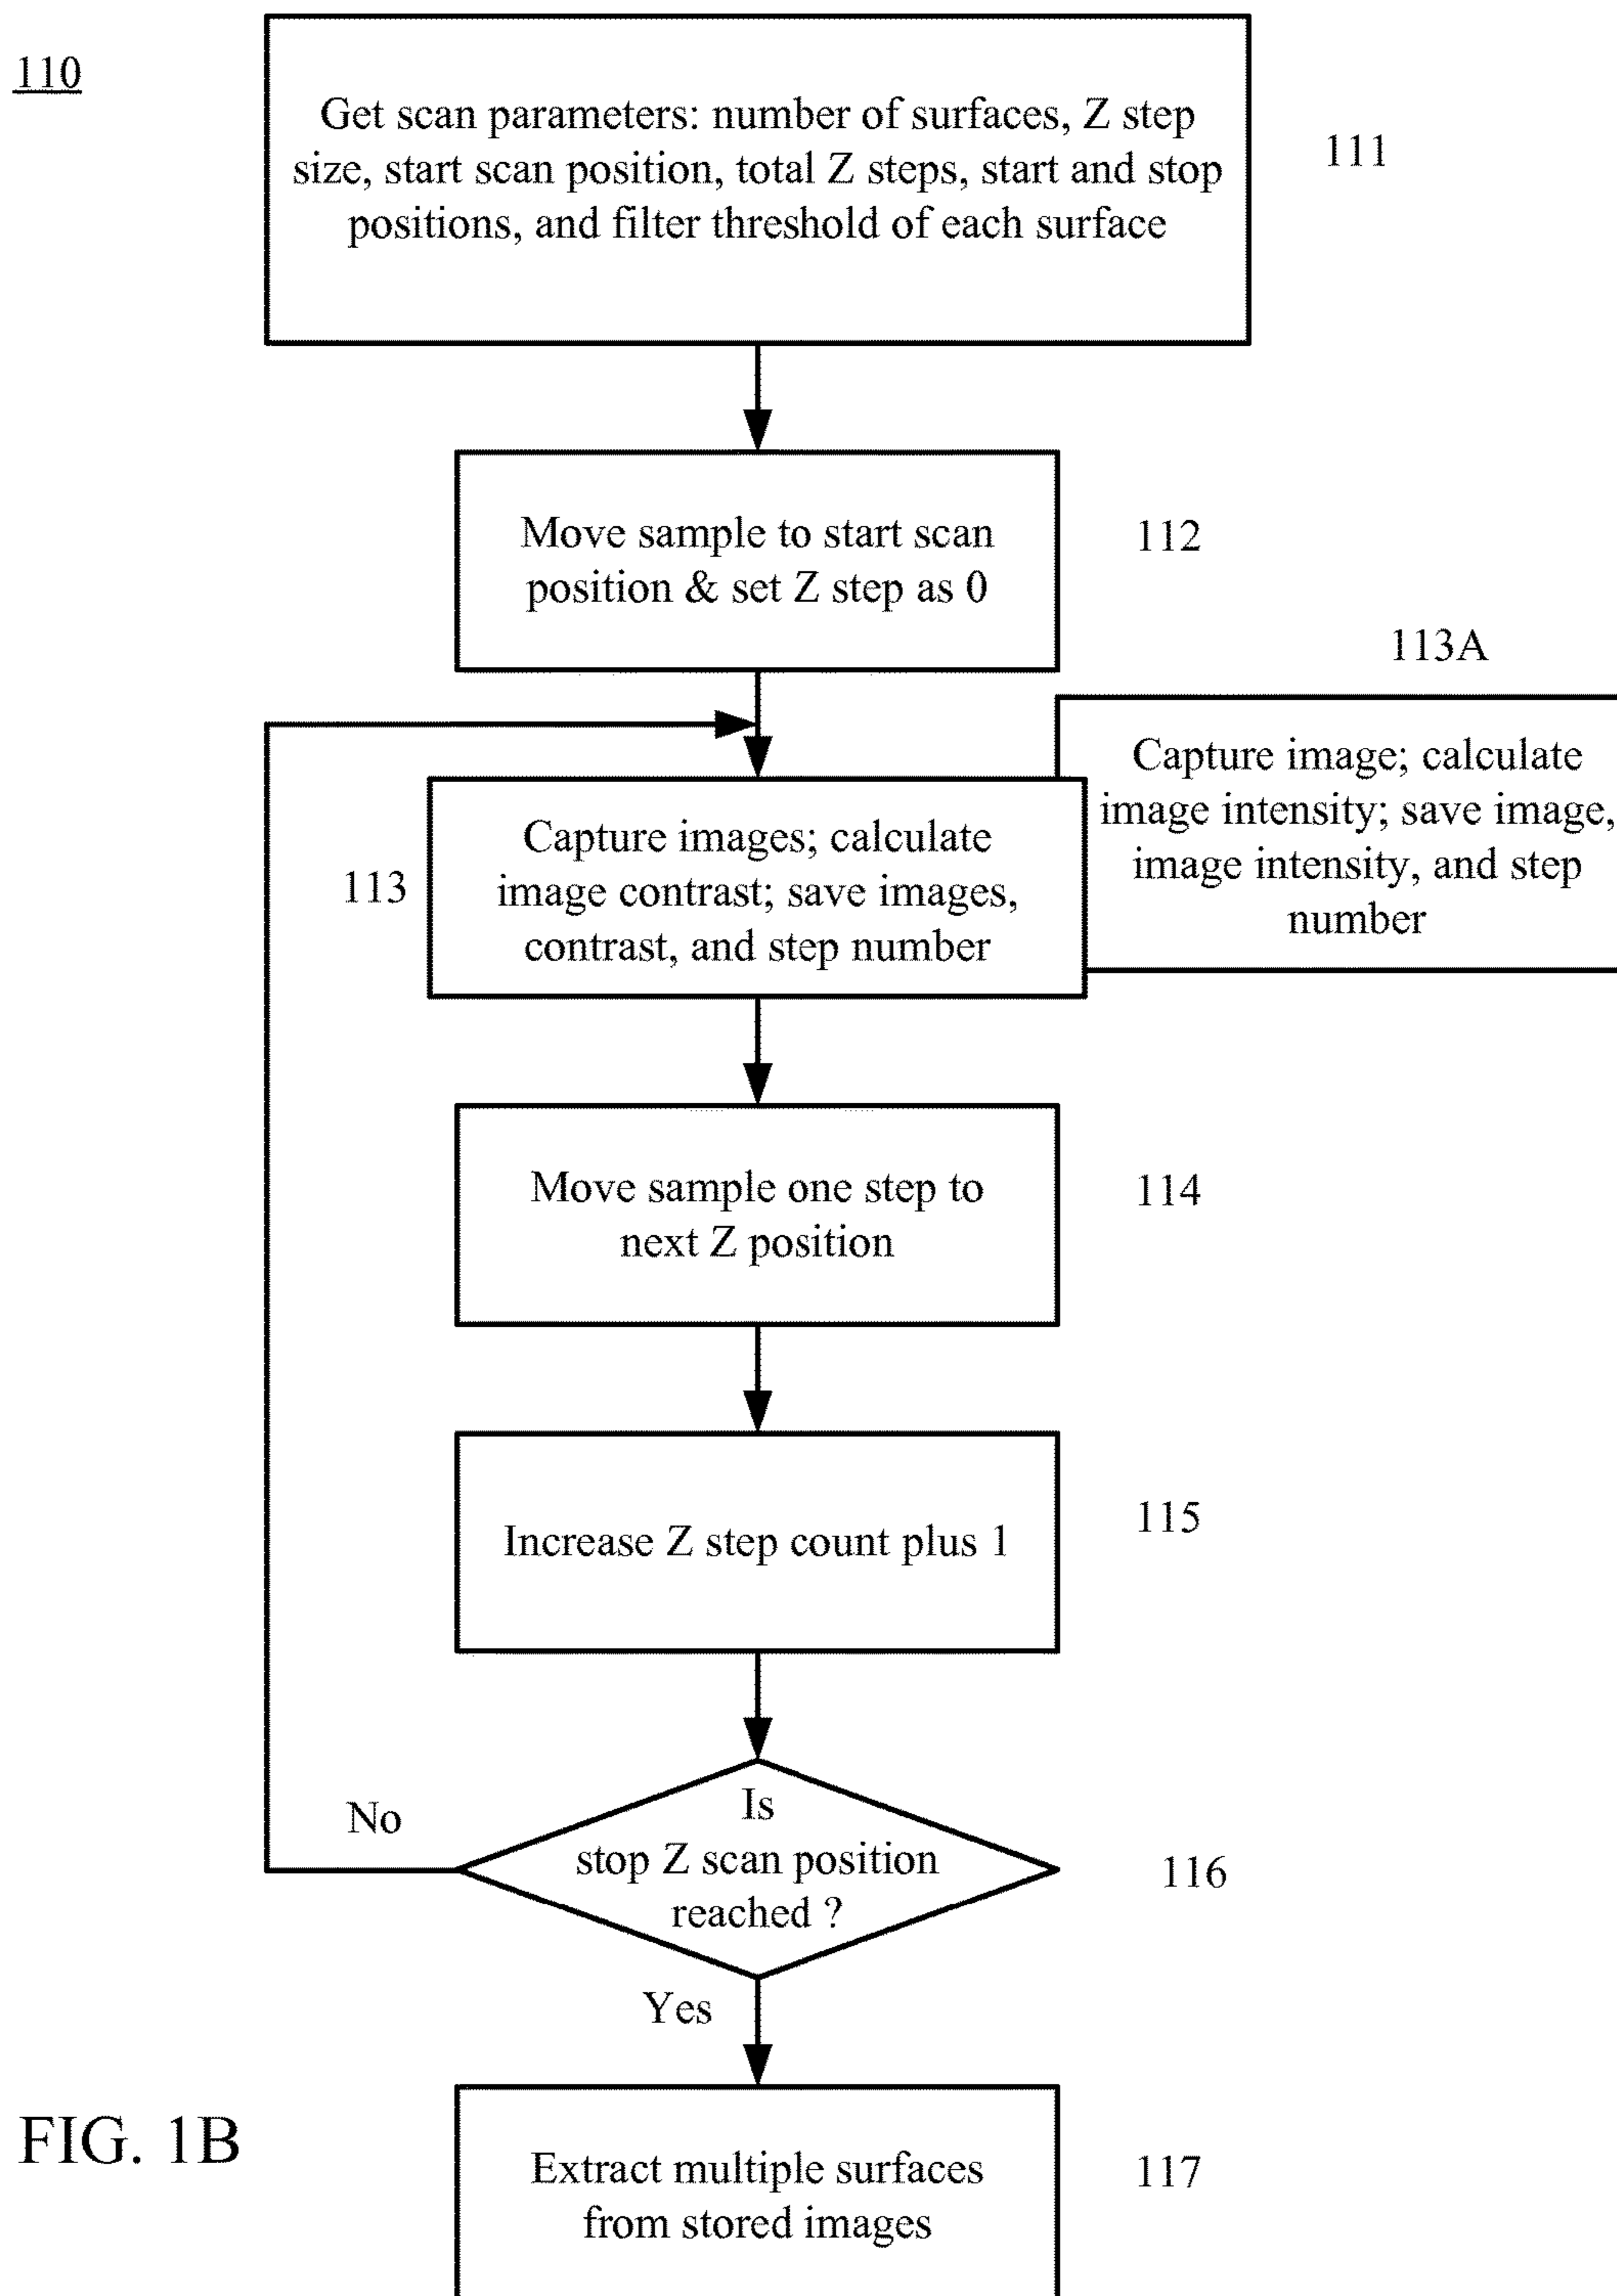 110
Get scan parameters: number of surfaces, Z step
size, start scan position, total Z steps, start and stop
positions, and filter threshold of each surface
111
Move sample to start scan
position & set Z step as 0
112
113A
Capture image; calculate
image intensity; save image,
image intensity, and step
number
Capture images; calculate
image contrast; save images,
contrast, and step number
113
Move sample one step to
next Z position
114
Increase Z step count plus 1
115
Is
stop Z scan position
reached ?
116
No
Yes
Extract multiple surfaces
from stored images
117
FIG. 1B